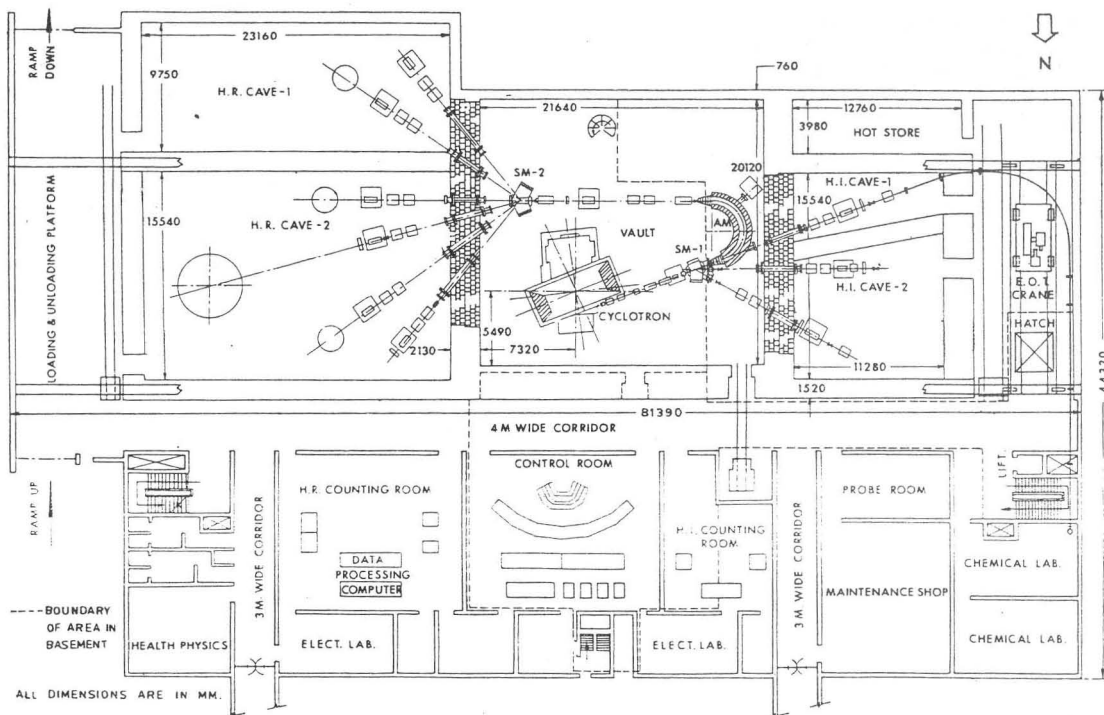 RAMP
DOWN
23160
9750
H.R. CAVE-1
760
N
21640
12760
3980
HOT STORE
SM-2
20120
H.I. CAVE-1
15540
15540
H.R. CAVE -2
VAULT
AM
SM-1
LOADING & UNLOADING PLATFORM
H.I. CAVE-2
E.O.T.
CRANE
CYCLOTRON
5490
7320
2130
HATCH
11280
1520
44320
81390
4 M WIDE CORRIDOR
CONTROL ROOM
H.R. COUNTING ROOM
PROBE ROOM
LIFT
RAMP UP
3 M. WIDE CORRIDOR
H.I. COUNTING
ROOM
3 M WIDE CORRIDOR
DATA
PROCESSING
COMPUTER
CHEMICAL LAB.
MAINTENANCE SHOP
----BOUNDARY
OF AREA IN
BASEMENT
HEALTH PHYSICS
ELECT. LAB.
ELECT. LAB.
CHEMICAL LAB.
ALL DIMENSIONS ARE IN MM.